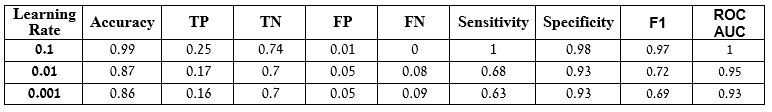 Learning Rate Accuracy TP TN FP FN Sensitivity Specificity F1 ROC AUC
0.1 0.99 0.25 0.74 0.01 0 1 0.98 0.97 1
0.01 0.87 0.17 0.7 0.05 0.08 0.68 0.93 0.72 0.95
0.001 0.86 0.16 0.7 0.05 0.09 0.63 0.93 0.69 0.93